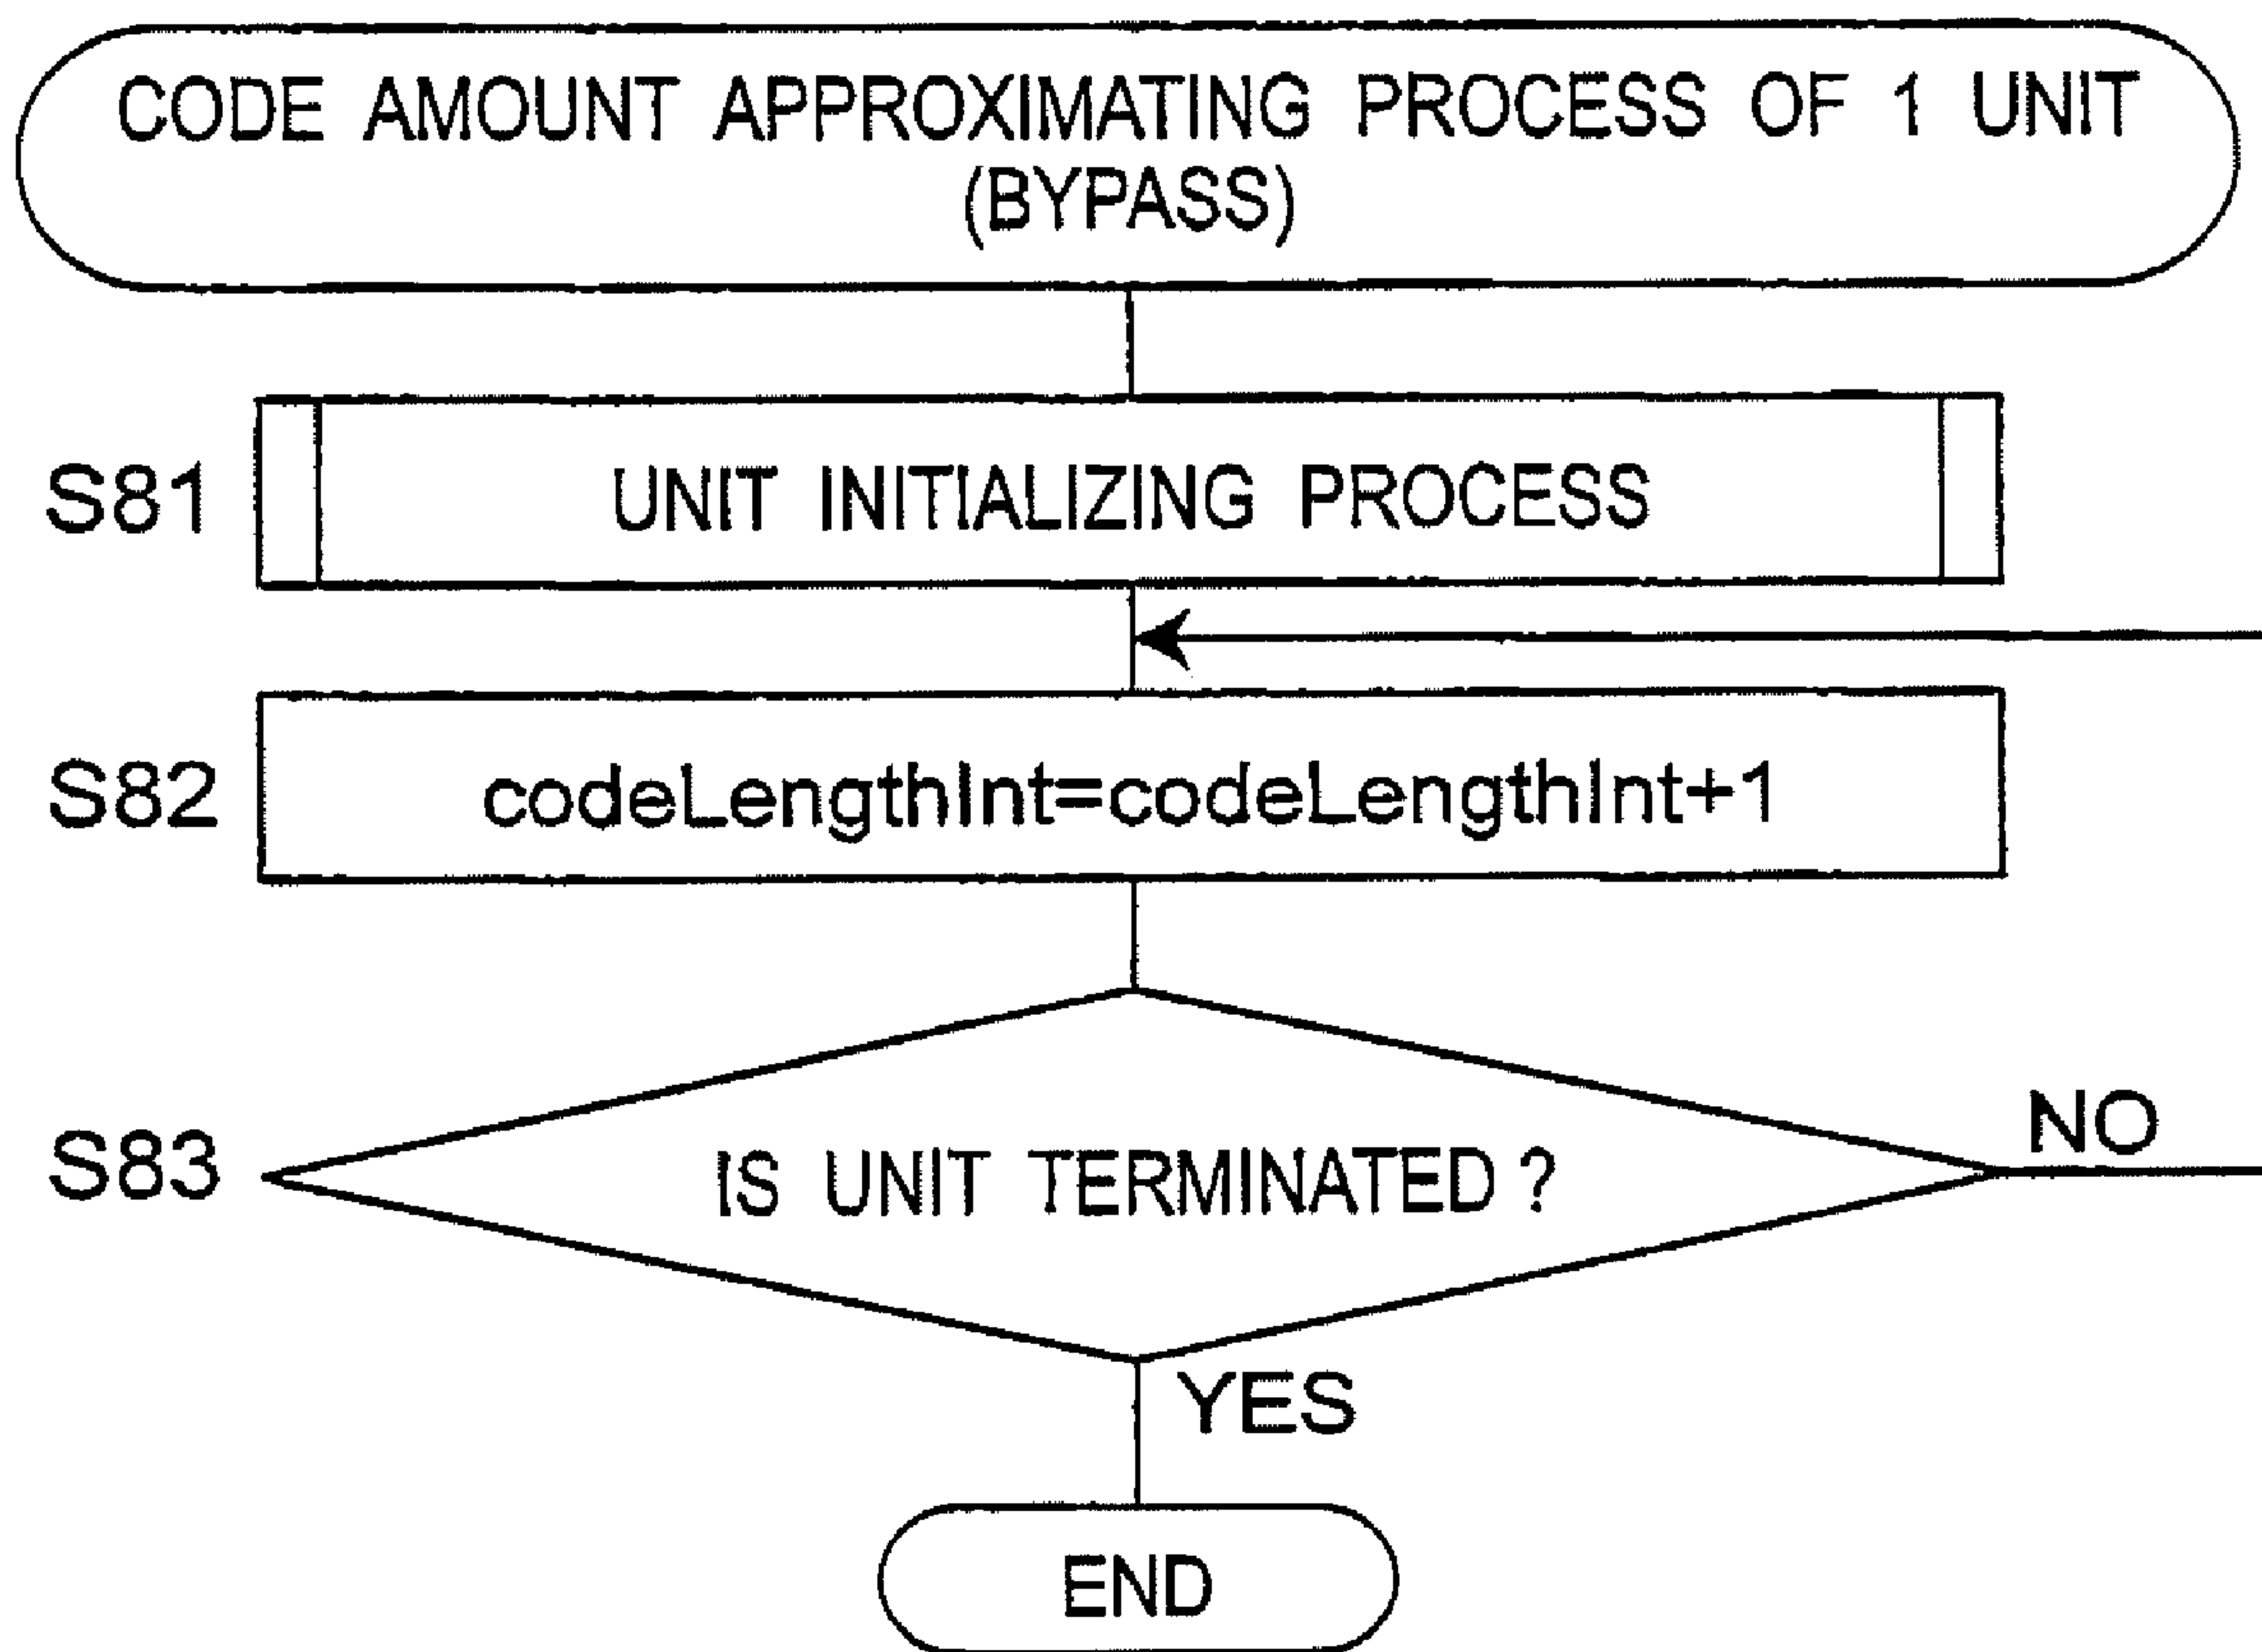 CODE AMOUNT APPROXIMATING PROCESS OF 1 UNIT
(BYPASS)
S81
UNIT INITIALIZING PROCESS
S82
codeLengthInt=codeLengthInt+1
S83
IS UNIT TERMINATED ?
NO
YES
END